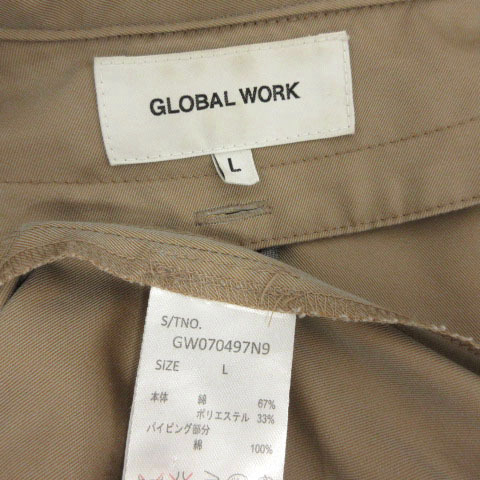 GLOBAL WORK
L
S/TNO.
GW070497N9
SIZE L
本体 綿 67%
ポリエステル 33%
パイピング部分
綿 100%